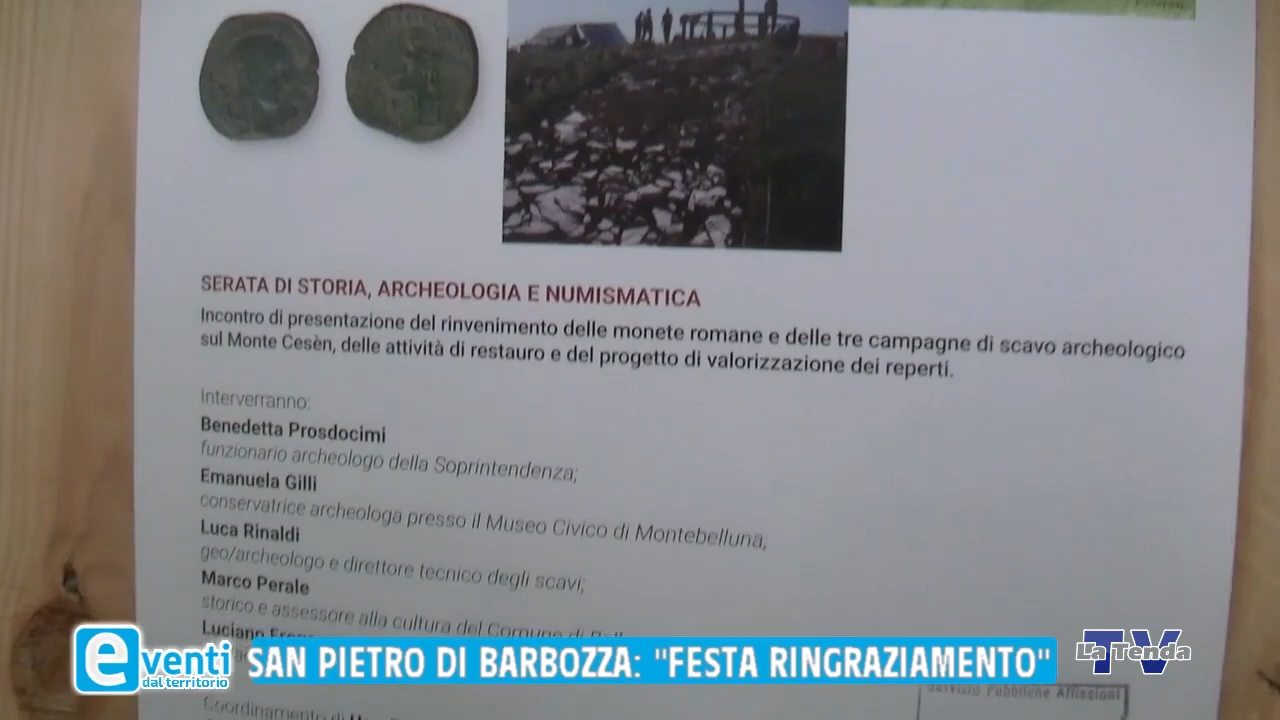 SERATA DI STORIA, ARCHEOLOGIA E NUMISMATICA
Incontro di presentazione del rinvenimento delle monete romane e delle tre campagne di scavo archeologico
sul Monte Cesèn, delle attività di restauro e del progetto di valorizzazione dei reperti.
Interverranno:
Benedetta Prosdocimi
funzionario archeologo della Soprintendenza;
Emanuela Gilli
conservatrice archeologa presso il Museo Civico di Montebelluna,
Luca Rinaldi
geo/archeologo e direttore tecnico degli scavi;
Marco Perale
storico e assessore alla cultura del Comune di
Luciano
eventi
dal territorio
SAN PIETRO DI BARBOZZA: "FESTA RINGRAZIAMENTO"
La Tenda TV
Servizio Pubbliche Affissioni
Coordinamento di